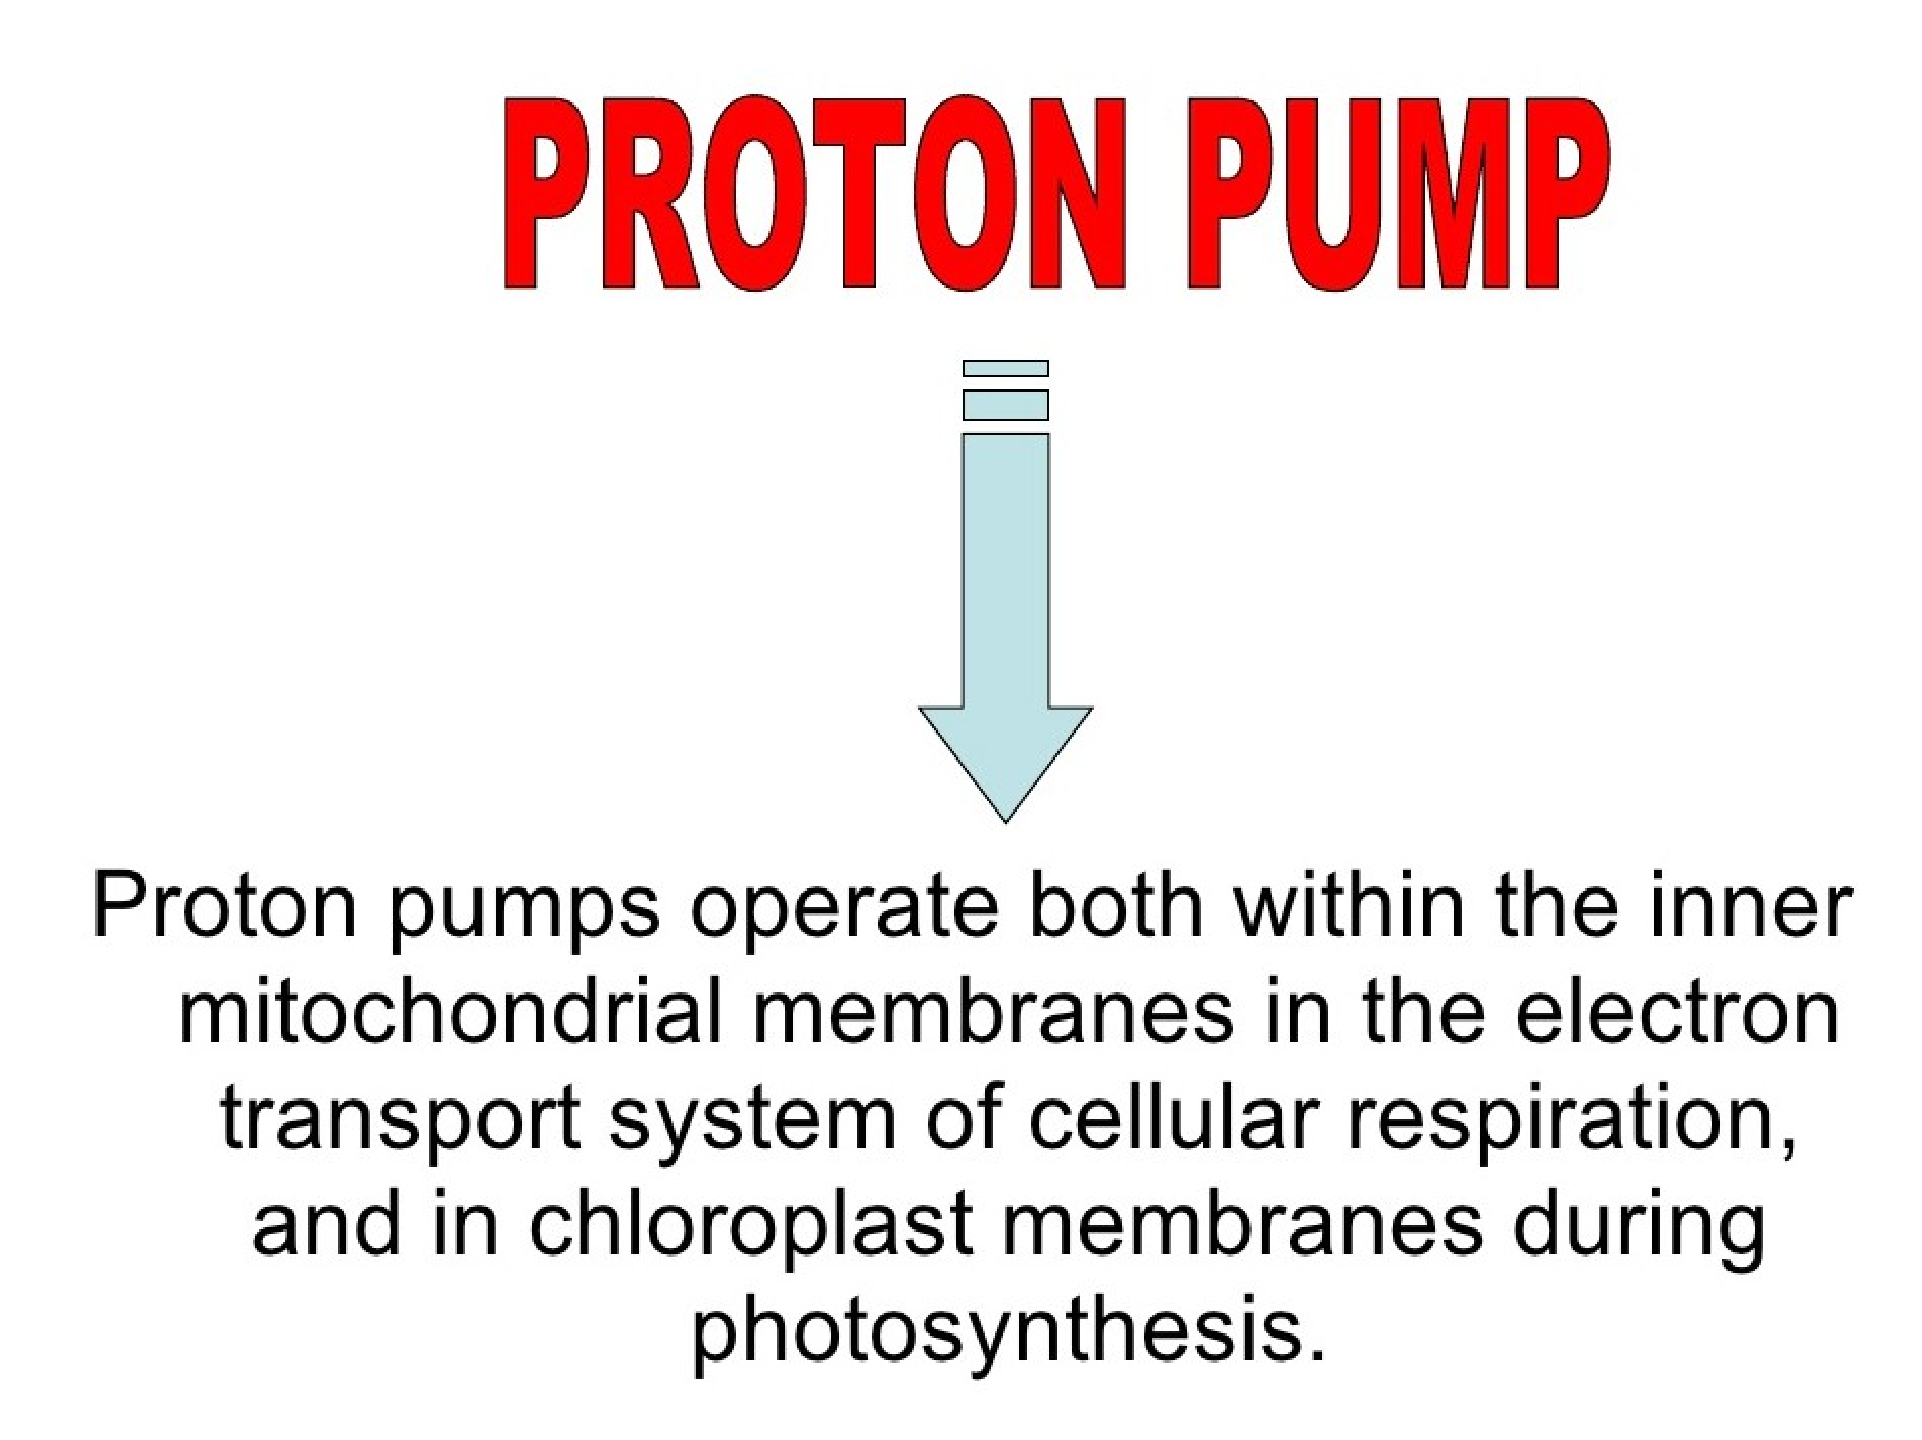 PROTON PUMP
Proton pumps operate both within the inner
mitochondrial membranes in the electron
transport system of cellular respiration,
and in chloroplast membranes during
photosynthesis.